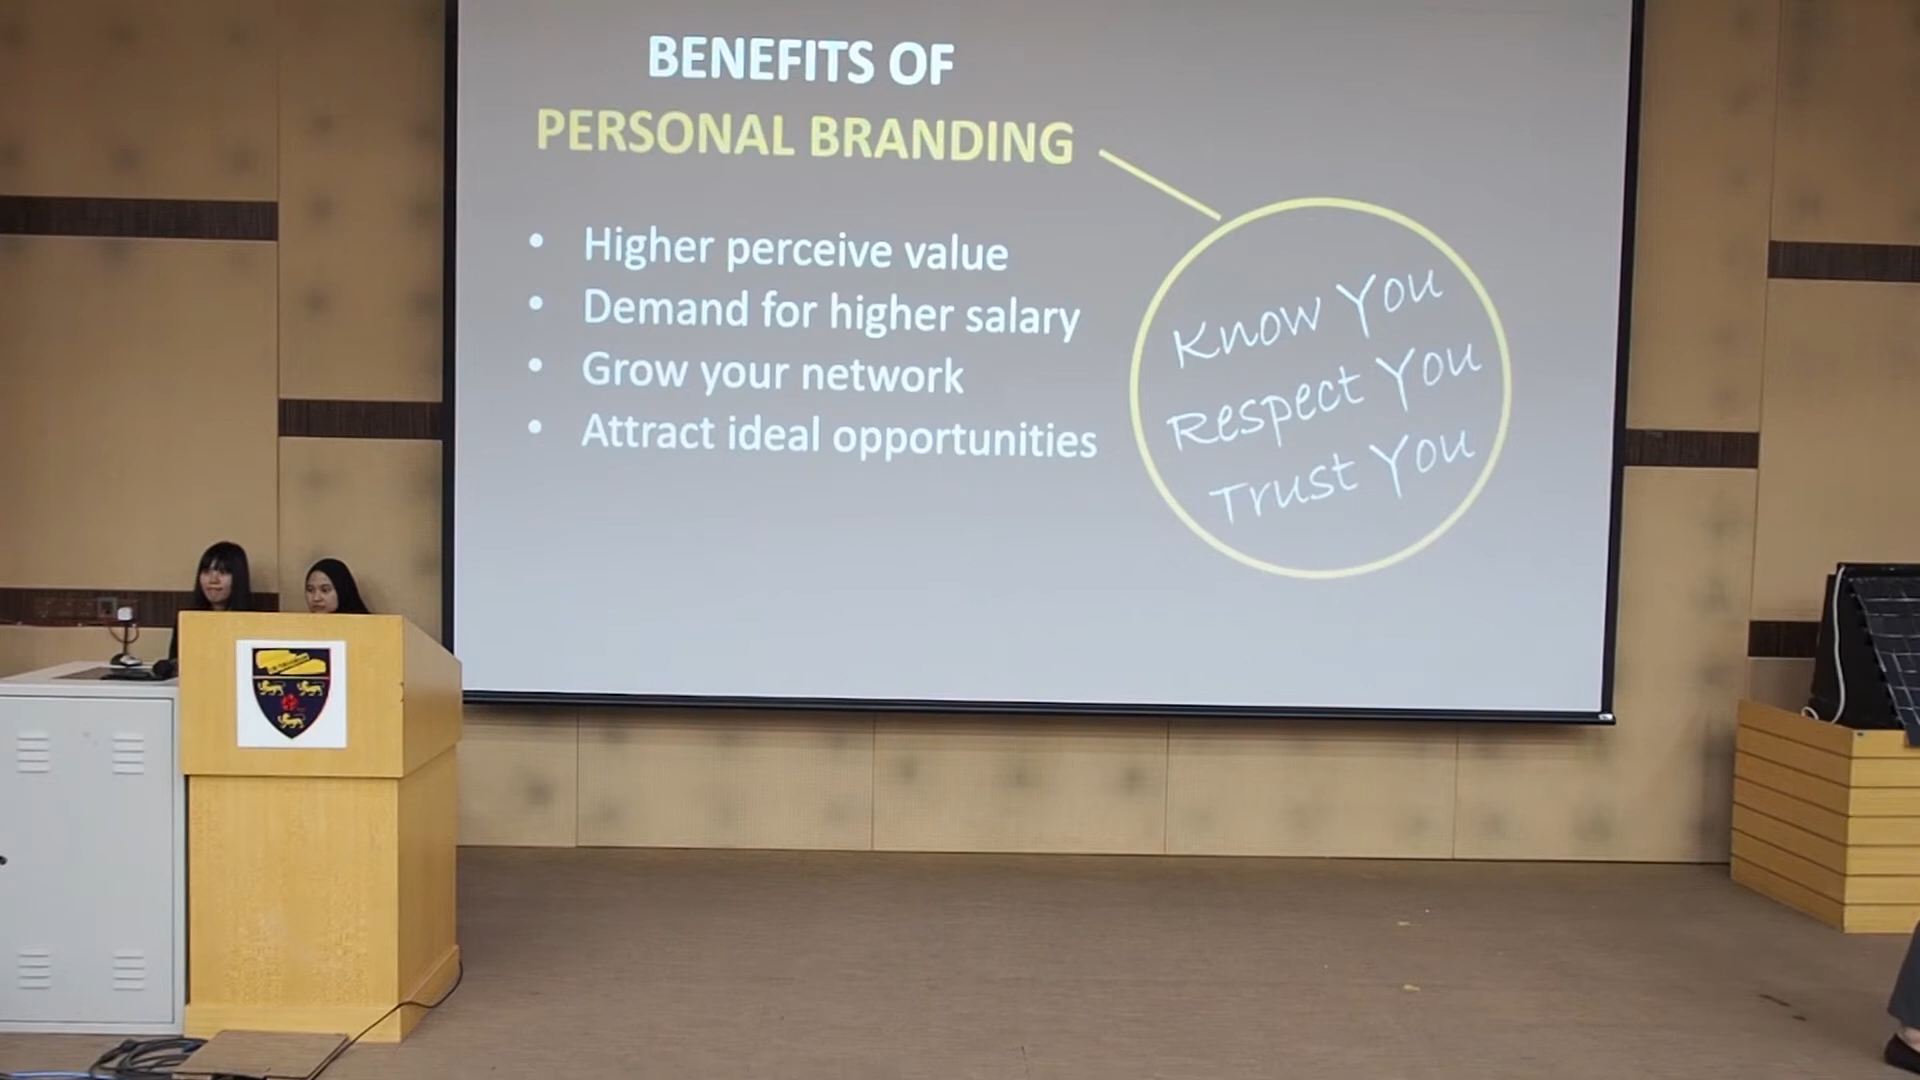 BENEFITS OF
PERSONAL BRANDING
• Higher perceive value
• Demand for higher salary
• Grow your network
• Attract ideal opportunities
Know You
Respect You
Trust You